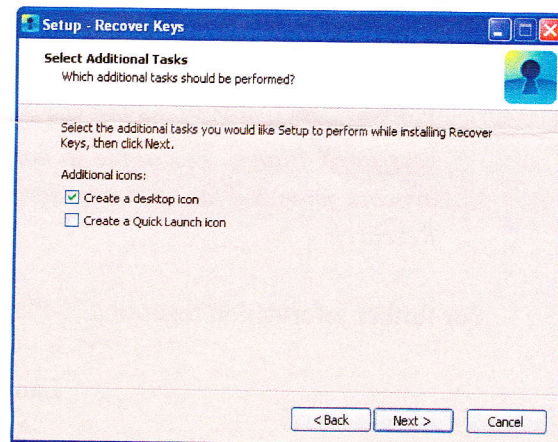 Setup - Recover Keys
Select Additional Tasks
Which additional tasks should be performed?
Select the additional tasks you would like Setup to perform while installing Recover
Keys, then click Next.
Additional icons:
Create a desktop icon
Create a Quick Launch icon
< Back Next > Cancel